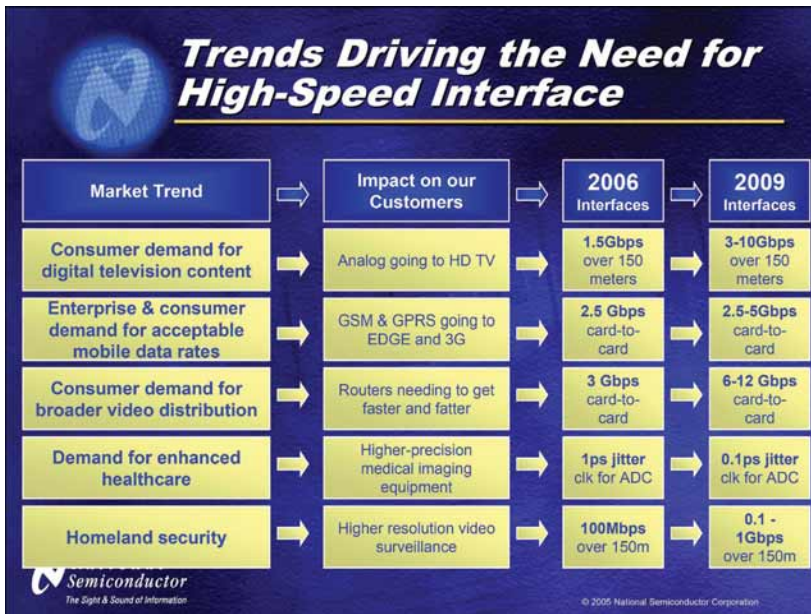 Trends Driving the Need for
High-Speed Interface
Market Trend
Impact on our
Customers
2006
Interfaces
2009
Interfaces
Consumer demand for
digital television content
Analog going to HD TV
1.5Gbps
over 150
meters
3-10Gbps
over 150
meters
Enterprise & consumer
demand for acceptable
mobile data rates
GSM & GPRS going to
EDGE and 3G
2.5 Gbps
card-to-
card
2.5-5Gbps
card-to-
card
Consumer demand for
broader video distribution
Routers needing to get
faster and fatter
3 Gbps
card-to-
card
6-12 Gbps
card-to-
card
Demand for enhanced
healthcare
Higher-precision
medical imaging
equipment
1ps jitter
clk for ADC
0.1ps jitter
clk for ADC
Homeland security
Higher resolution video
surveillance
100Mbps
over 150m
0.1 -
1Gbps
over 150m
Semiconductor
The Sight & Sound of Information
© 2005 National Semiconductor Corporation